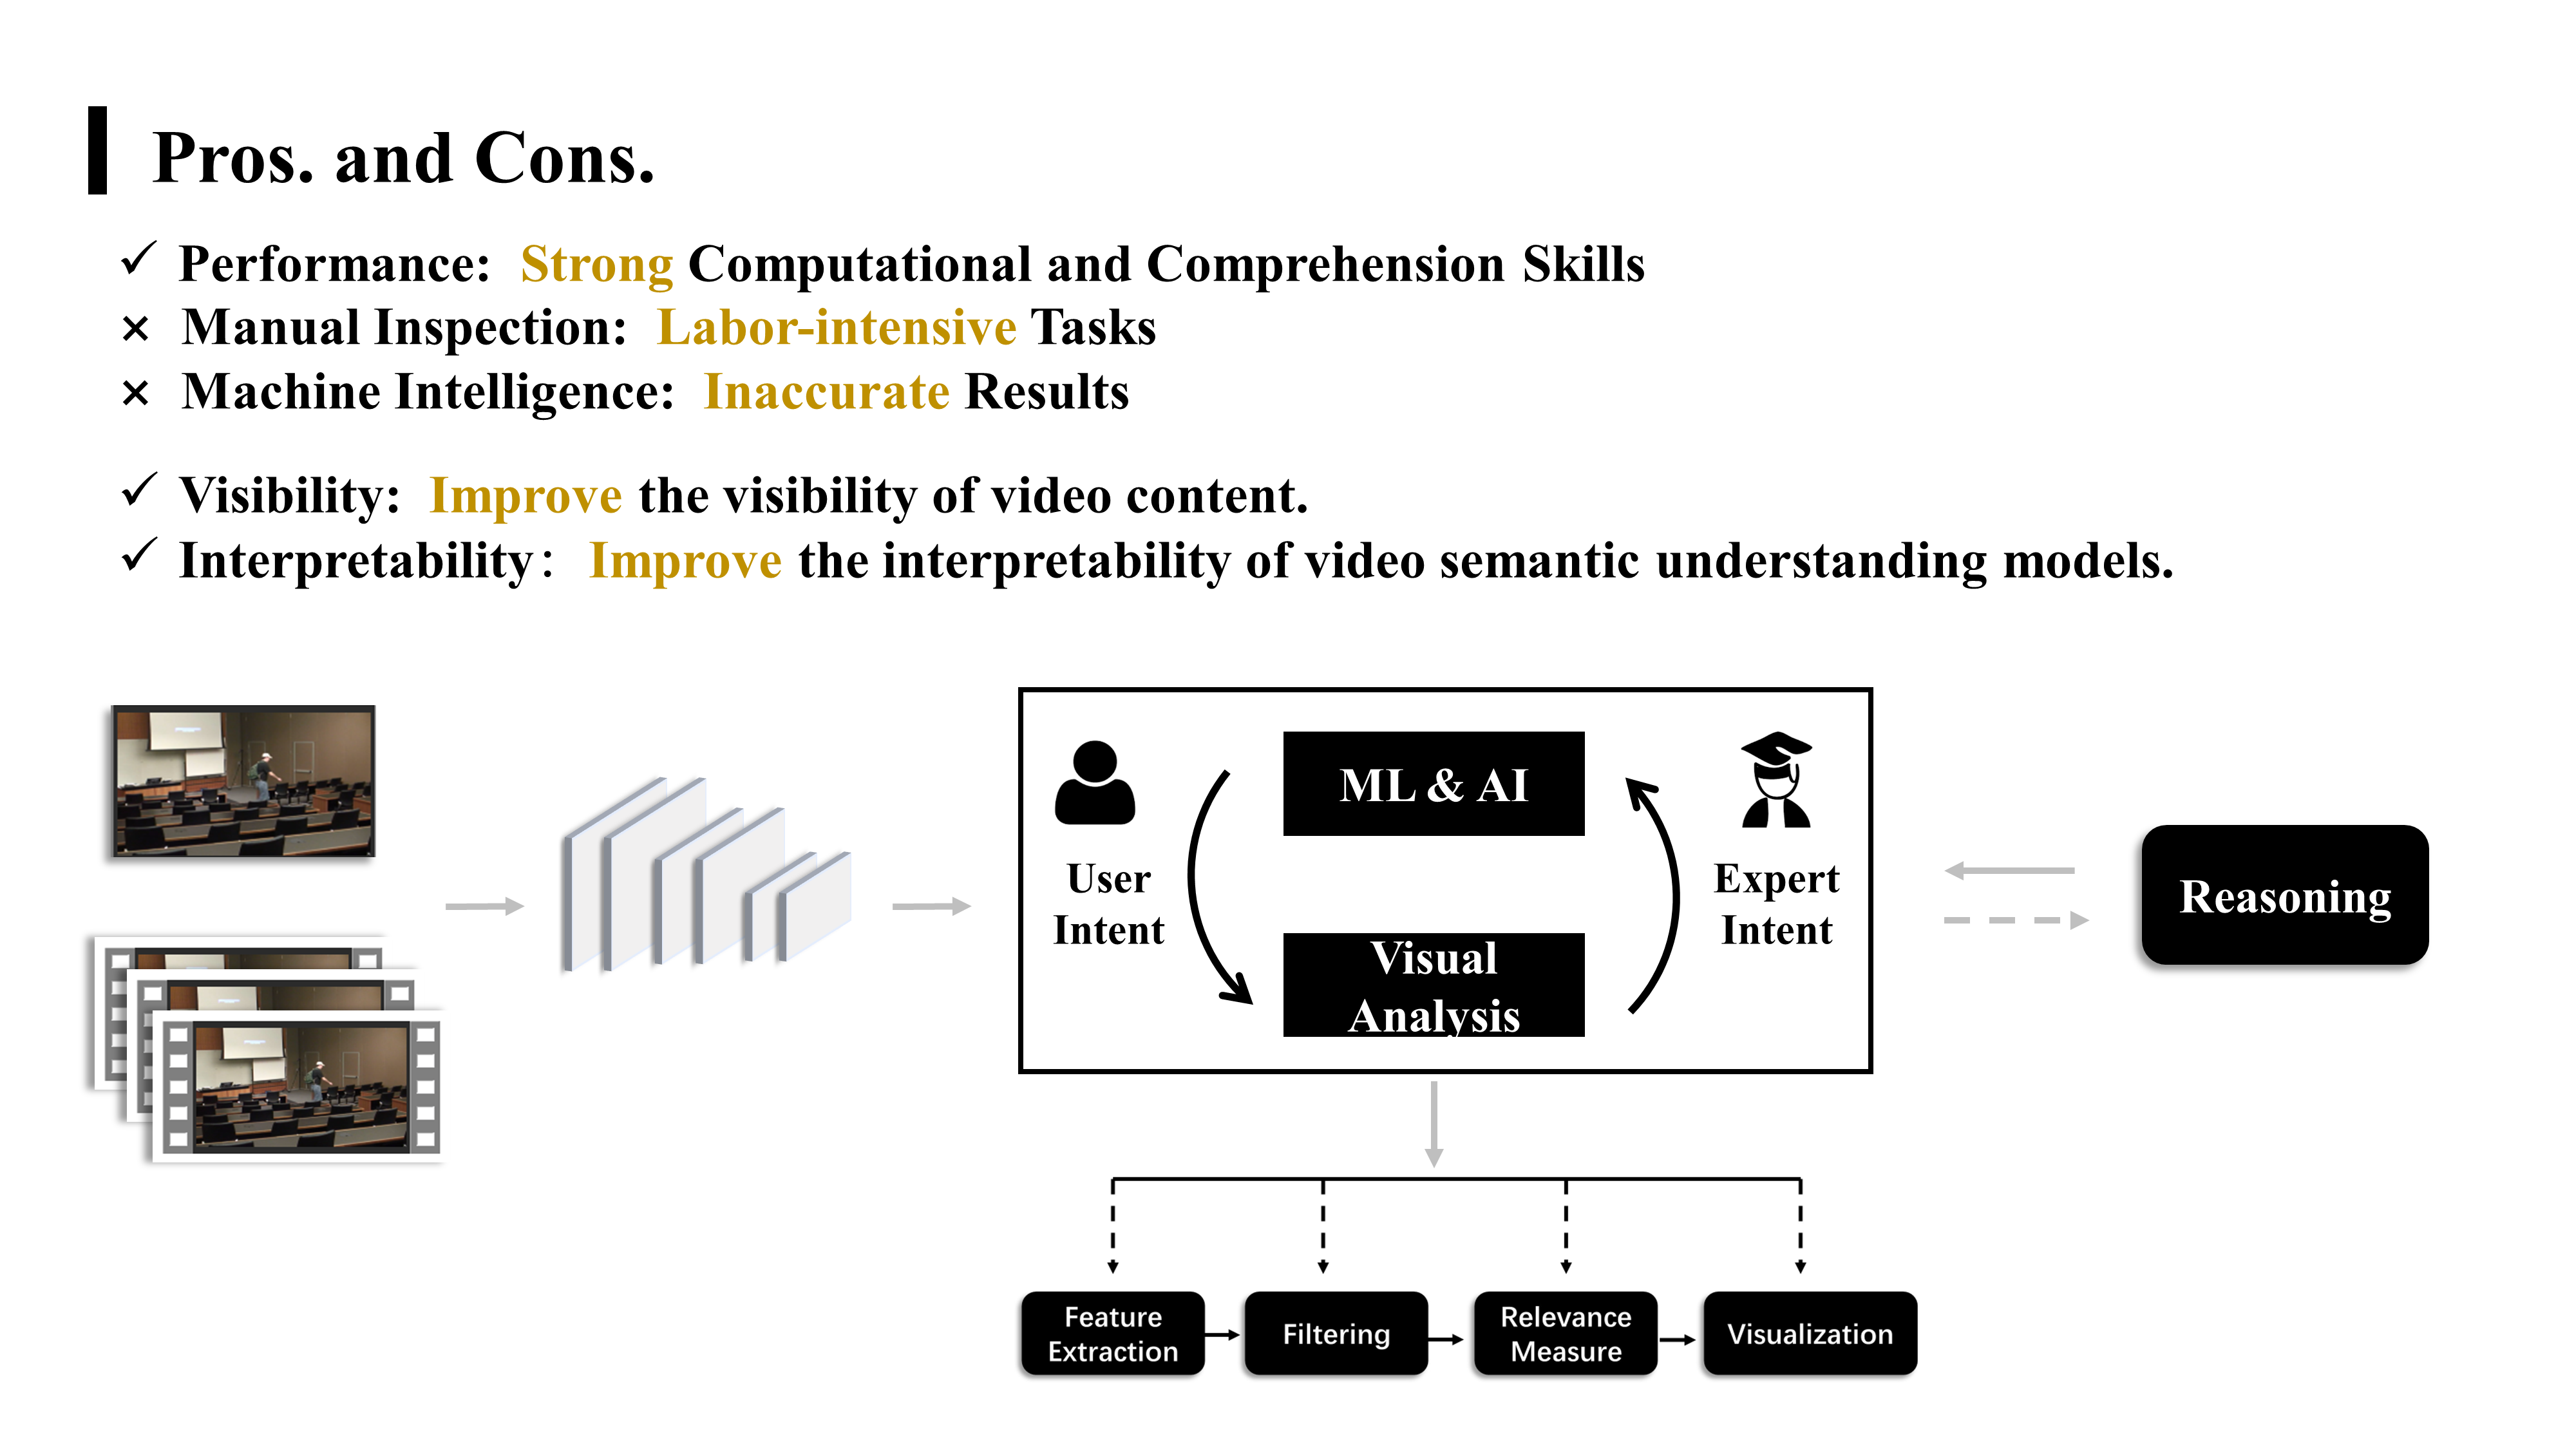 Pros. and Cons.
✓ Performance: Strong Computational and Comprehension Skills
× Manual Inspection: Labor-intensive Tasks
× Machine Intelligence: Inaccurate Results
✓ Visibility: Improve the visibility of video content.
✓ Interpretability： Improve the interpretability of video semantic understanding models.
User
Intent
ML & AI
Visual
Analysis
Expert
Intent
Reasoning
Feature
Extraction
Filtering
Relevance
Measure
Visualization